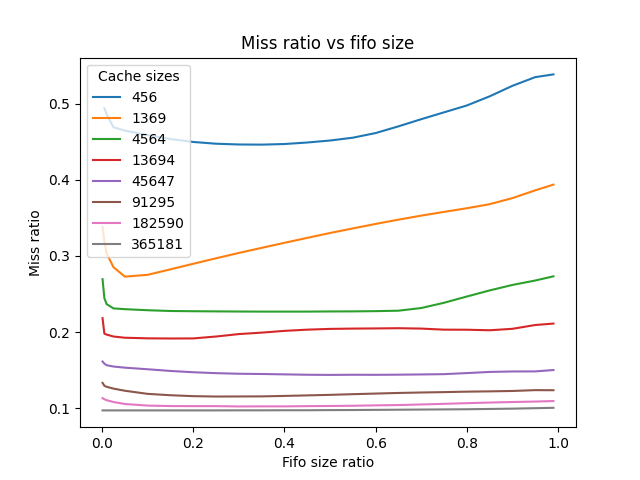 Miss ratio vs fifo size
Cache sizes
456
1369
4564
13694
45647
91295
182590
365181
Miss ratio
0.5
0.4
0.3
0.2
0.1
0.0 0.2 0.4 0.6 0.8 1.0
Fifo size ratio